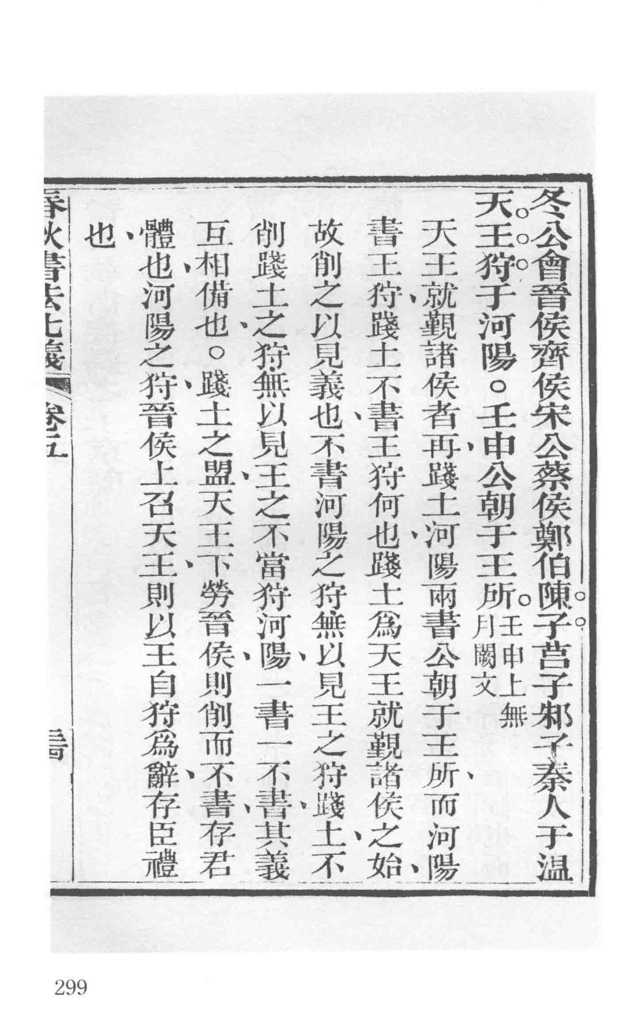 冬公會晉侯齊侯宋公蔡侯鄭伯陳子莒子邾子秦人于溫
天王狩于河陽○壬申公朝于王所壬申上無月闕文
天王就覲諸侯者再踐土河陽兩書公朝于王所而河陽
書王狩踐土不書王狩何也踐土為天王就覲諸侯之始
故削之以見義也不書河陽之狩無以見王之狩踐土不
削踐土之狩無以見王之不當狩河陽一書一不書其義
互相備也○踐土之盟天王下勞晉侯則削而不書存君
體也河陽之狩晉侯上召天王則以王自狩為辭存臣禮
也
春秋書法比義 卷五
299